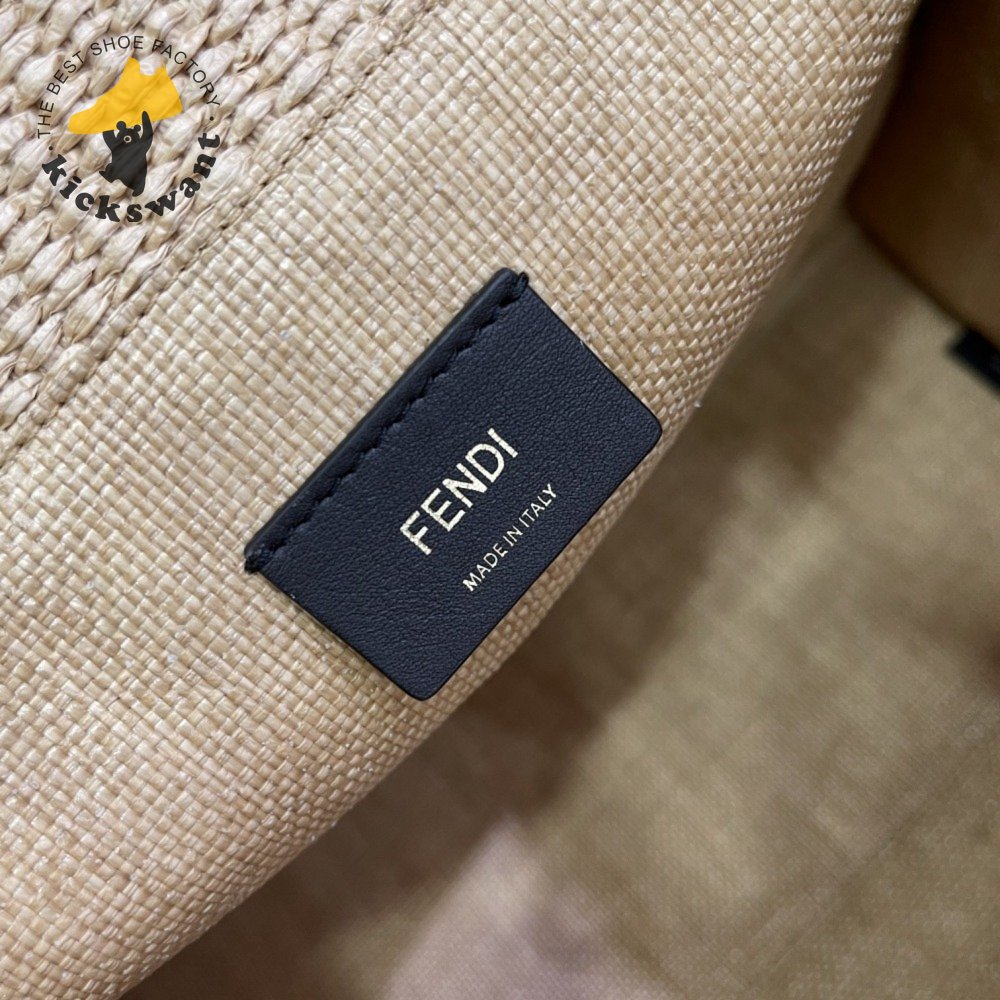 · THE BEST SHOE FACTORY ·
kickswant
FENDI
MADE IN ITALY